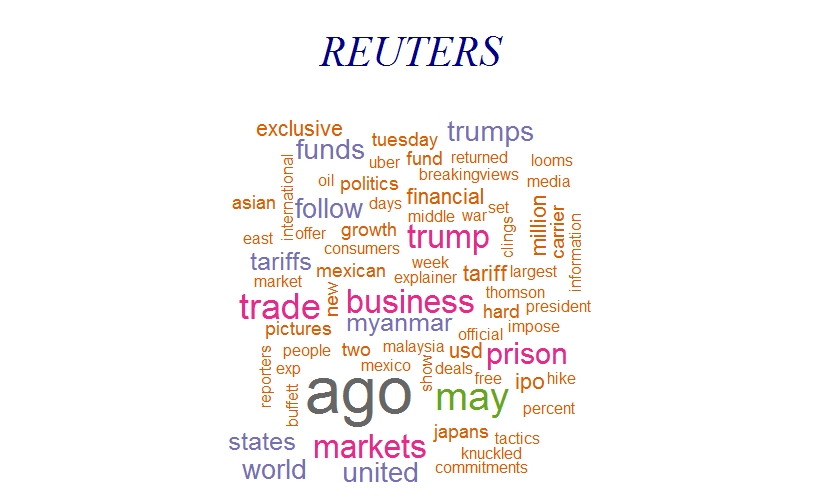 REUTERS
exclusive
tuesday
trumps
funds
uber
fund
returned
looms
international
oil
politics
breakingviews
media
asian
follow
days
financial
set
middle
war
clings
million
carrier
information
east
offer
growth
trump
consumers
tariffs
mexican
week
explainer
tariff
largest
market
new
trade
business
thomson
hard
president
myanmar
pictures
official
impose
reporters
people
two
malaysia
usd
prison
exp
mexico
show
deals
free
ipo
hike
buffett
ago
may
percent
states
markets
japans
tactics
knuckled
world
united
commitments